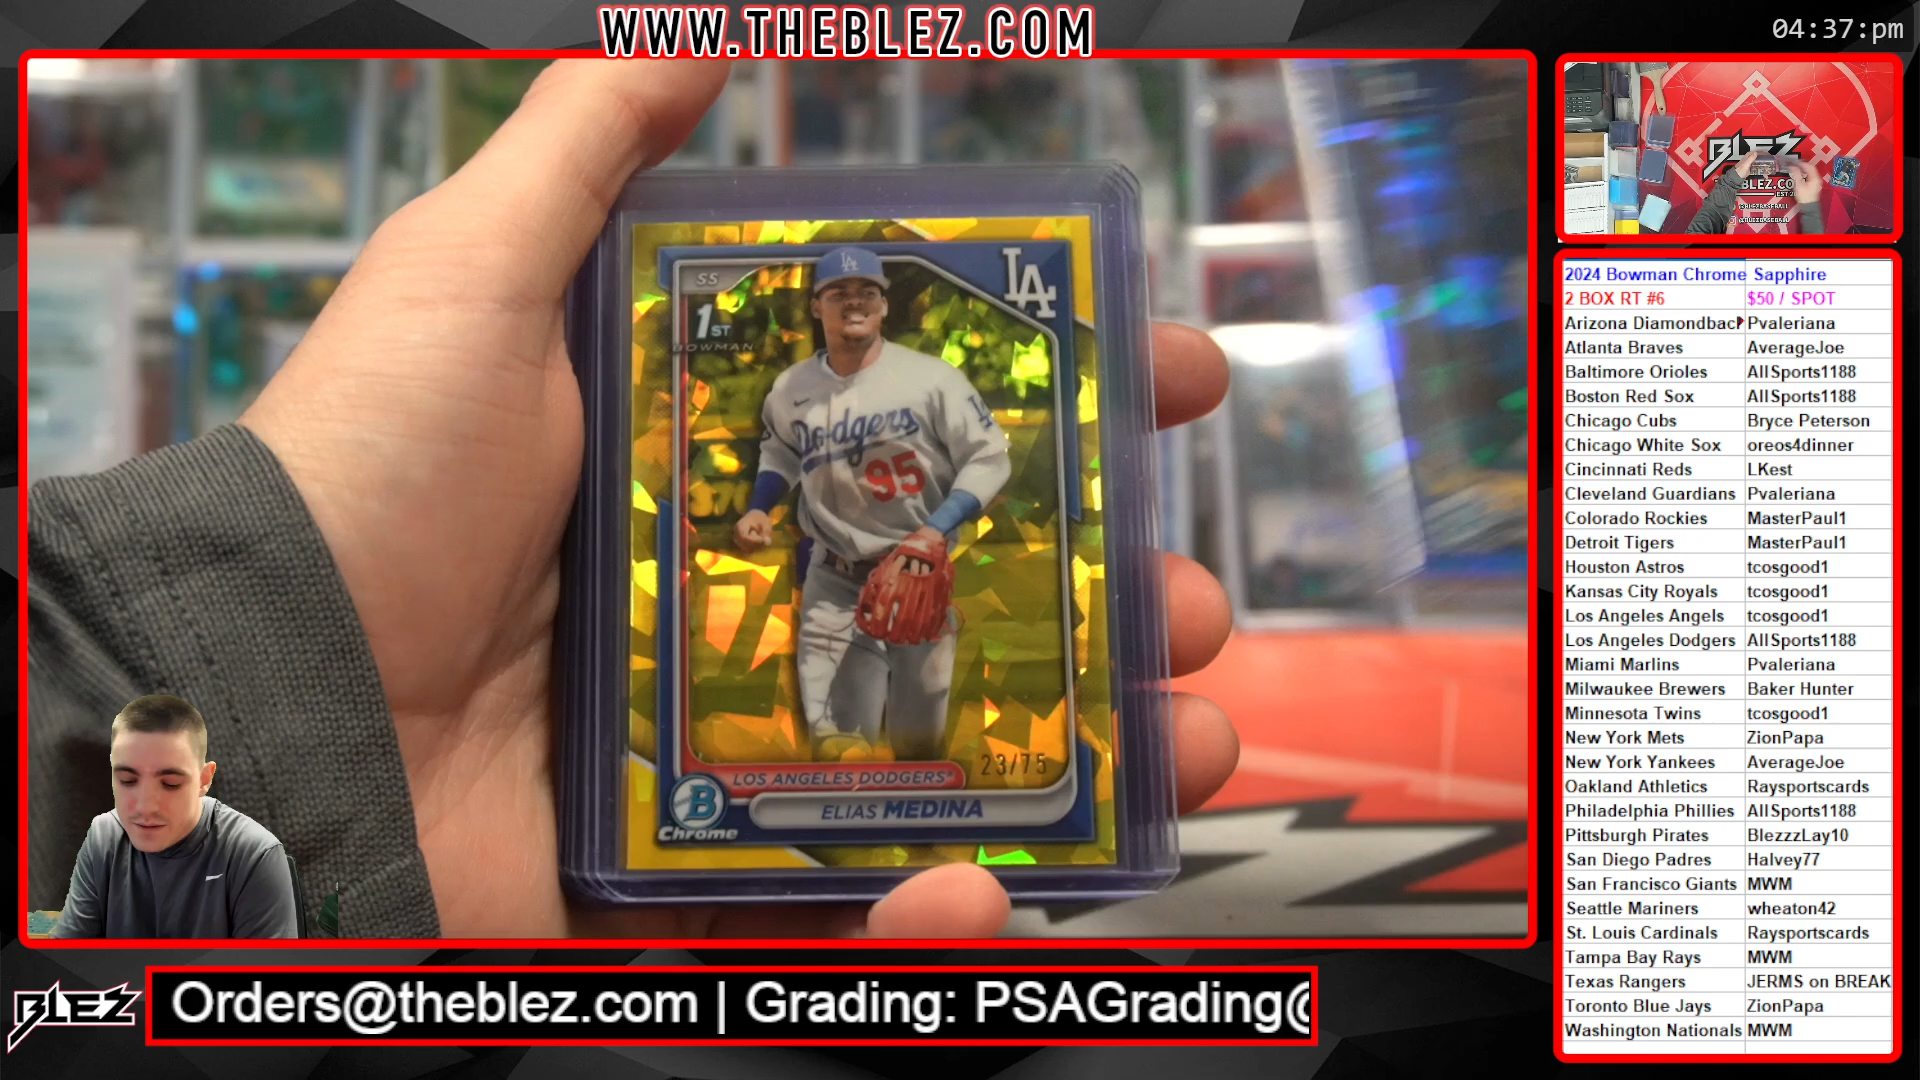 WWW.THEBLEZ.COM
04:37:pm
SS
1ST
BOWMAN
LA
LA
Dodgers
95
23/75
LOS ANGELES DODGERS
ELIAS MEDINA
B
Chrome
BLEZ
@BLEZBASEBALL
2024 Bowman Chrome Sapphire
2 BOX RT #6 $50 / SPOT
Arizona Diamondbac Pvaleriana
Atlanta Braves AverageJoe
Baltimore Orioles AllSports1188
Boston Red Sox AllSports1188
Chicago Cubs Bryce Peterson
Chicago White Sox oreos4dinner
Cincinnati Reds LKest
Cleveland Guardians Pvaleriana
Colorado Rockies MasterPaul1
Detroit Tigers MasterPaul1
Houston Astros tcosgood1
Kansas City Royals tcosgood1
Los Angeles Angels tcosgood1
Los Angeles Dodgers AllSports1188
Miami Marlins Pvaleriana
Milwaukee Brewers Baker Hunter
Minnesota Twins tcosgood1
New York Mets ZionPapa
New York Yankees AverageJoe
Oakland Athletics Raysportscards
Philadelphia Phillies AllSports1188
Pittsburgh Pirates BlezzzLay10
San Diego Padres Halvey77
San Francisco Giants MWM
Seattle Mariners wheaton42
St. Louis Cardinals Raysportscards
Tampa Bay Rays MWM
Texas Rangers JERMS on BREAK
Toronto Blue Jays ZionPapa
Washington Nationals MWM
BLEZ
Orders@theblez.com | Grading: PSAGrading@